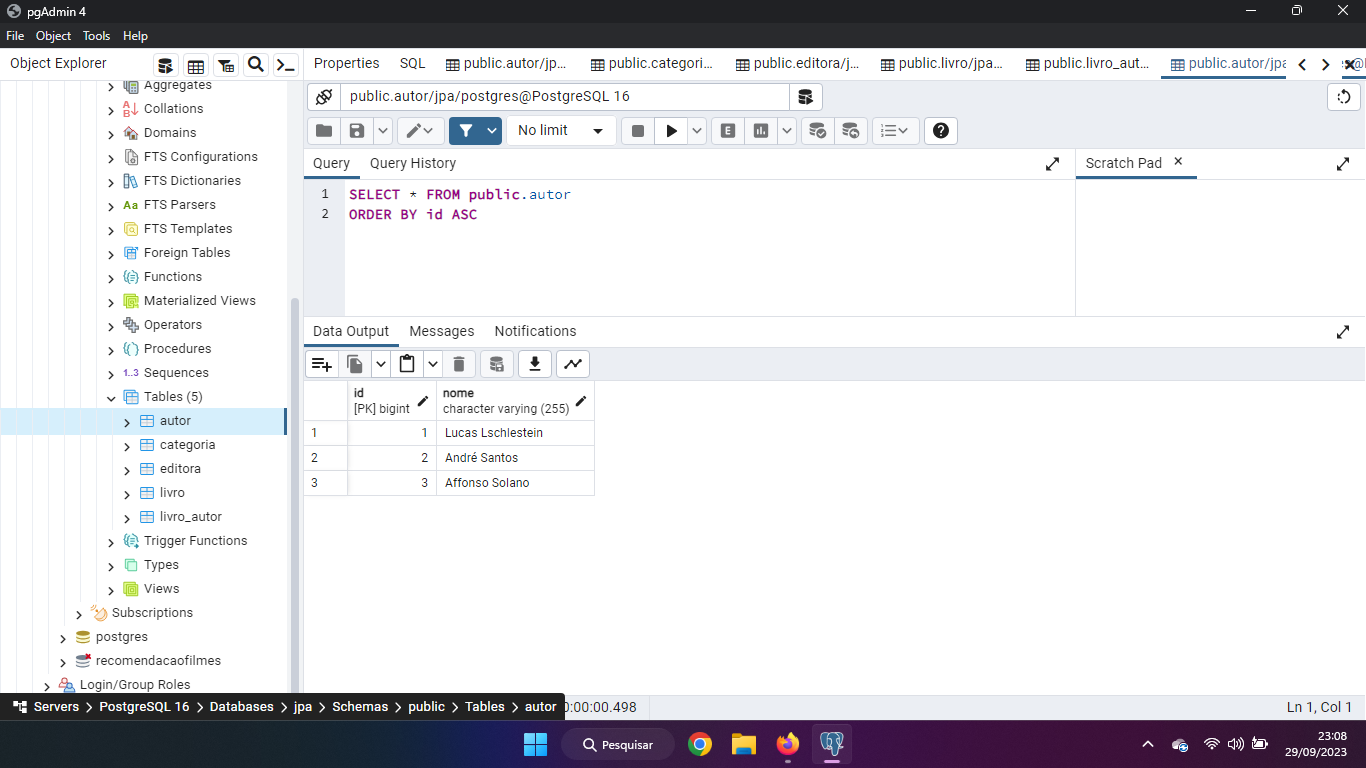 pgAdmin 4
File Object Tools Help
Object Explorer
Properties SQL public.autor/jp... public.categori... public.editora/j... public.livro/jpa... public.livro_aut... public.autor/jpa
Aggregates
Collations
Domains
FTS Configurations
FTS Dictionaries
Aa FTS Parsers
FTS Templates
Foreign Tables
Functions
Materialized Views
Operators
Procedures
1..3 Sequences
Tables (5)
autor
categoria
editora
livro
livro_autor
Trigger Functions
Types
Views
Subscriptions
postgres
recomendacaofilmes
Login/Group Roles
public.autor/jpa/postgres@PostgreSQL 16
No limit
E
Query Query History
Scratch Pad
1 SELECT * FROM public.autor
2 ORDER BY id ASC
Data Output Messages Notifications
id
[PK] bigint
nome
character varying (255)
1 1 Lucas Lschlestein
2 2 André Santos
3 3 Affonso Solano
Servers > PostgreSQL 16 > Databases > jpa > Schemas > public > Tables > autor
:00:00.498
Ln 1, Col 1
Pesquisar
23:08
29/09/2023